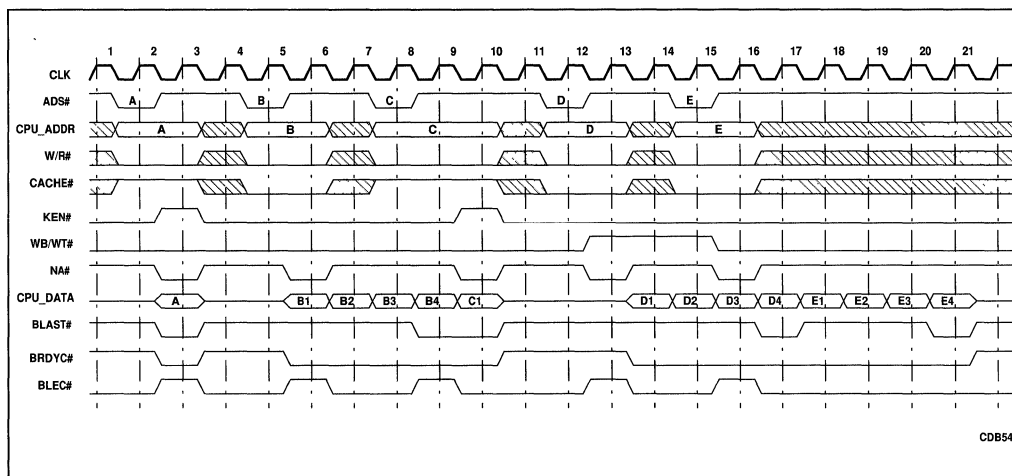 1 2 3 4 5 6 7 8 9 10 11 12 13 14 15 16 17 18 19 20 21
CLK
ADS# A B C D E
CPU_ADDR A B C D E
W/R#
CACHE#
KEN#
WB/WT#
NA#
CPU_DATA A B1 B2 B3 B4 C1 D1 D2 D3 D4 E1 E2 E3 E4
BLAST#
BRDYC#
BLEC#
CDB54